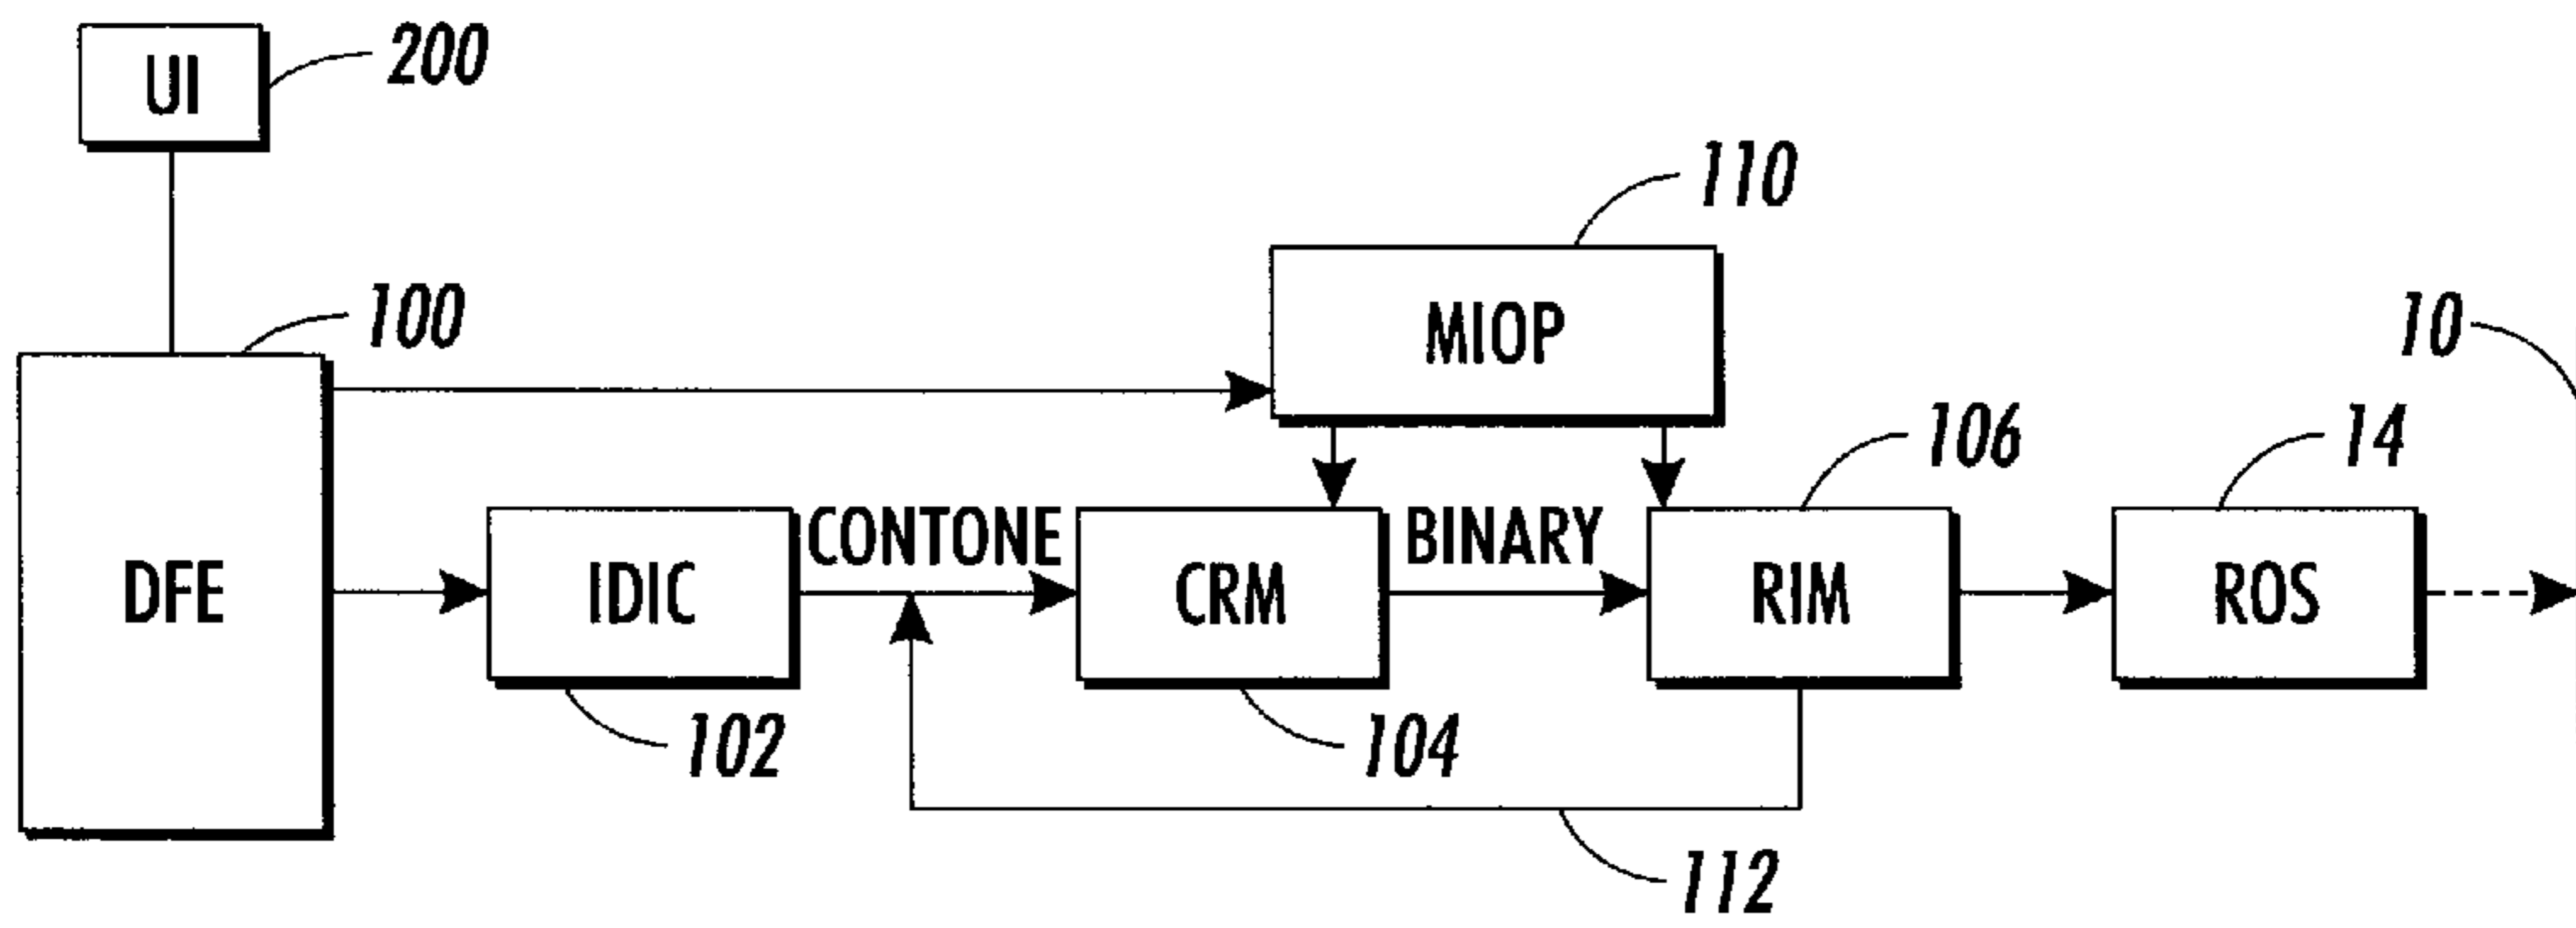 UI
200
110
100
MIOP
10
106
14
DFE
IDIC
CONTONE
CRM
BINARY
RIM
ROS
102
104
112